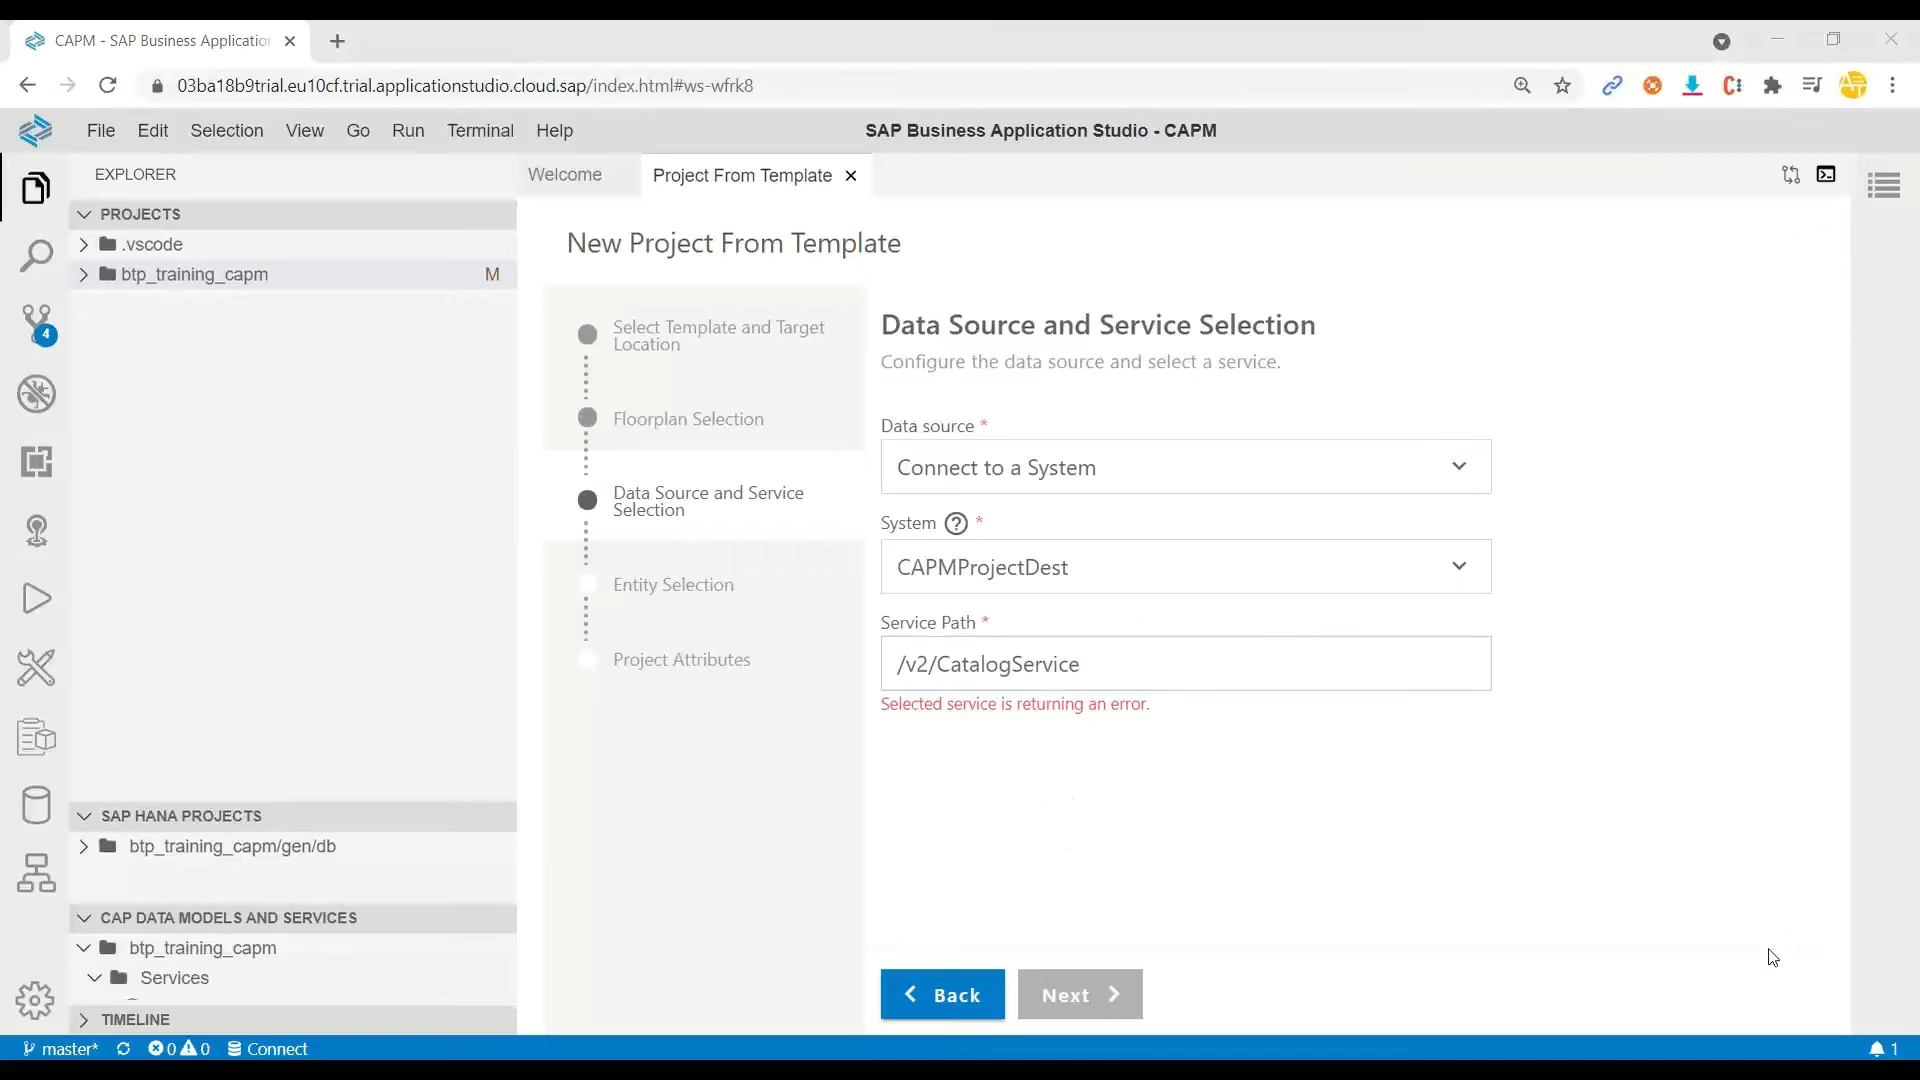 CAPM - SAP Business Application
03ba18b9trial.eu10cf.trial.applicationstudio.cloud.sap/index.html#ws-wfrk8
File Edit Selection View Go Run Terminal Help
SAP Business Application Studio - CAPM
EXPLORER
Welcome
Project From Template
PROJECTS
.vscode
btp_training_capm M
4
SAP HANA PROJECTS
btp_training_capm/gen/db
CAP DATA MODELS AND SERVICES
btp_training_capm
Services
TIMELINE
New Project From Template
Select Template and Target
Location
Floorplan Selection
Data Source and Service
Selection
Entity Selection
Project Attributes
Data Source and Service Selection
Configure the data source and select a service.
Data source *
Connect to a System
System ? *
CAPMProjectDest
Service Path *
/v2/CatalogService
Selected service is returning an error.
Back
Next
master* 0 0 Connect
1